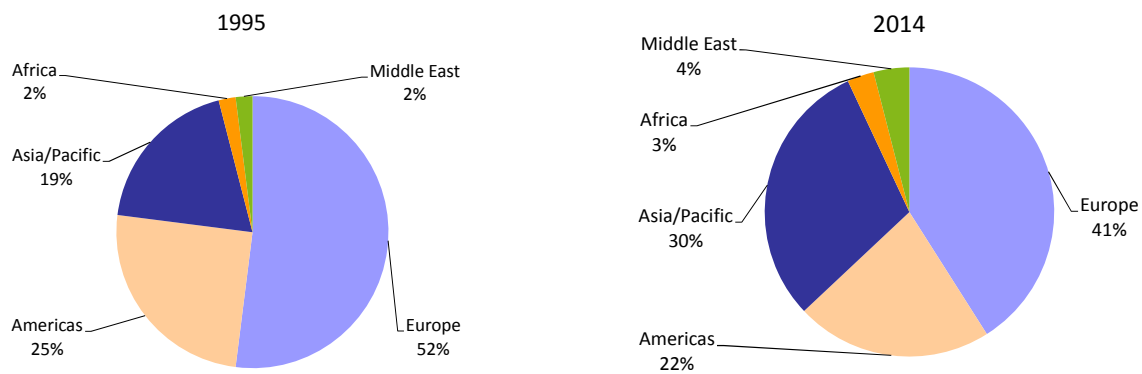 1995
Africa
2%
Middle East
2%
Asia/Pacific
19%
Americas
25%
Europe
52%
2014
Middle East
4%
Africa
3%
Asia/Pacific
30%
Europe
41%
Americas
22%